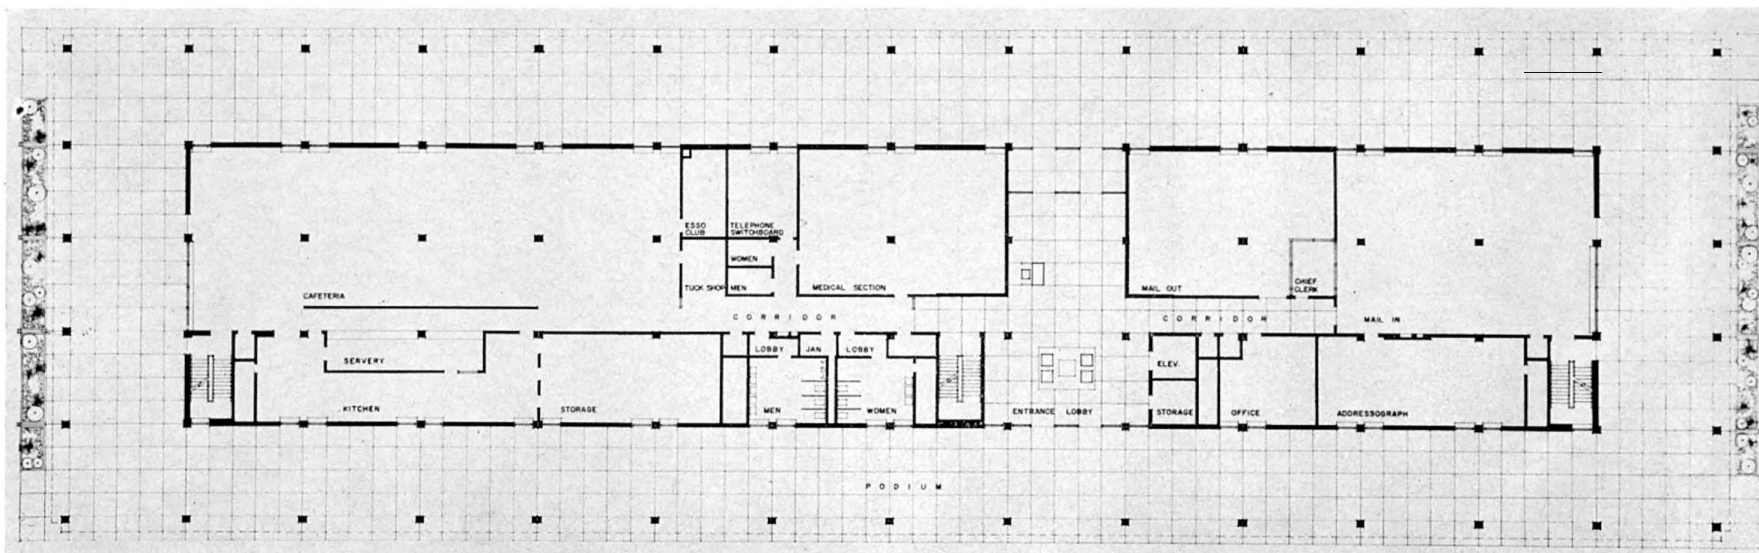 ESSO
CLUB
TELEPHONE
SWITCHBOARD
WOMEN
TUCK SHOP
MEN
MEDICAL SECTION
CAFETERIA
MAIL OUT
CHIEF
CLERK
CORRIDOR
CORRIDOR
MAIL IN
SERVERY
LOBBY
JAN
LOBBY
ELEV.
KITCHEN
STORAGE
MEN
WOMEN
ENTRANCE LOBBY
STORAGE
OFFICE
ADDRESSOGRAPH
PODIUM